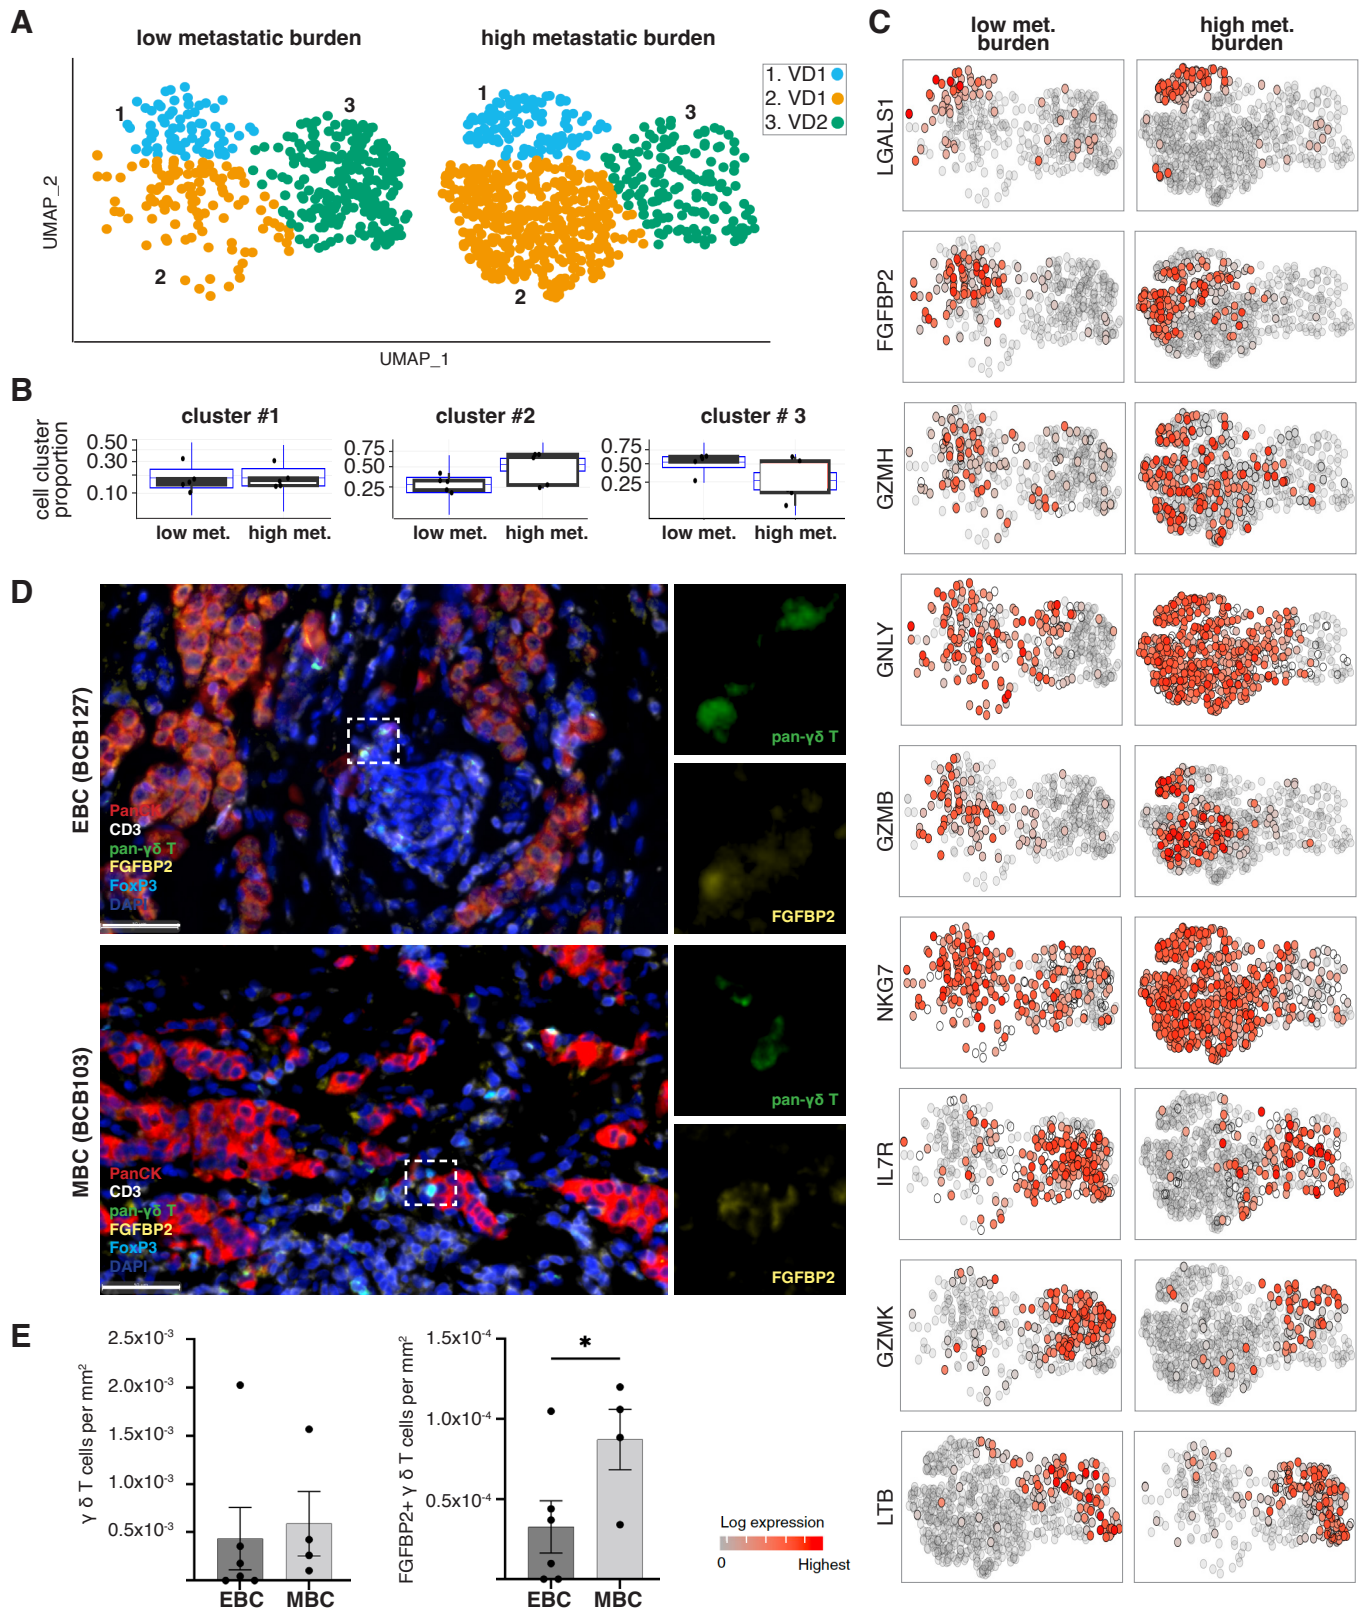 A
low metastatic burden
high metastatic burden
1. VD1
2. VD1
3. VD2
1
2
3
1
2
3
UMAP_2
UMAP_1
B
cluster #1
cluster #2
cluster # 3
cell cluster
proportion
0.50
0.30
0.10
0.75
0.50
0.25
0.75
0.50
0.25
low met.
high met.
low met.
high met.
low met.
high met.
C
low met.
burden
high met.
burden
LGALS1
FGFBP2
GZMH
GNLY
GZMB
NKG7
IL7R
GZMK
LTB
Log expression
0
Highest
D
EBC (BCB127)
PanCK
CD3
pan-γδ T
FGFBP2
FoxP3
DAPI
pan-γδ T
FGFBP2
MBC (BCB103)
PanCK
CD3
pan-γδ T
FGFBP2
FoxP3
DAPI
pan-γδ T
FGFBP2
E
γ δ T cells per mm²
2.5x10⁻³
2.0x10⁻³
1.5x10⁻³
1.0x10⁻³
0.5x10⁻³
EBC
MBC
FGFBP2+ γ δ T cells per mm²
1.5x10⁻⁴
1.0x10⁻⁴
0.5x10⁻⁴
*
EBC
MBC